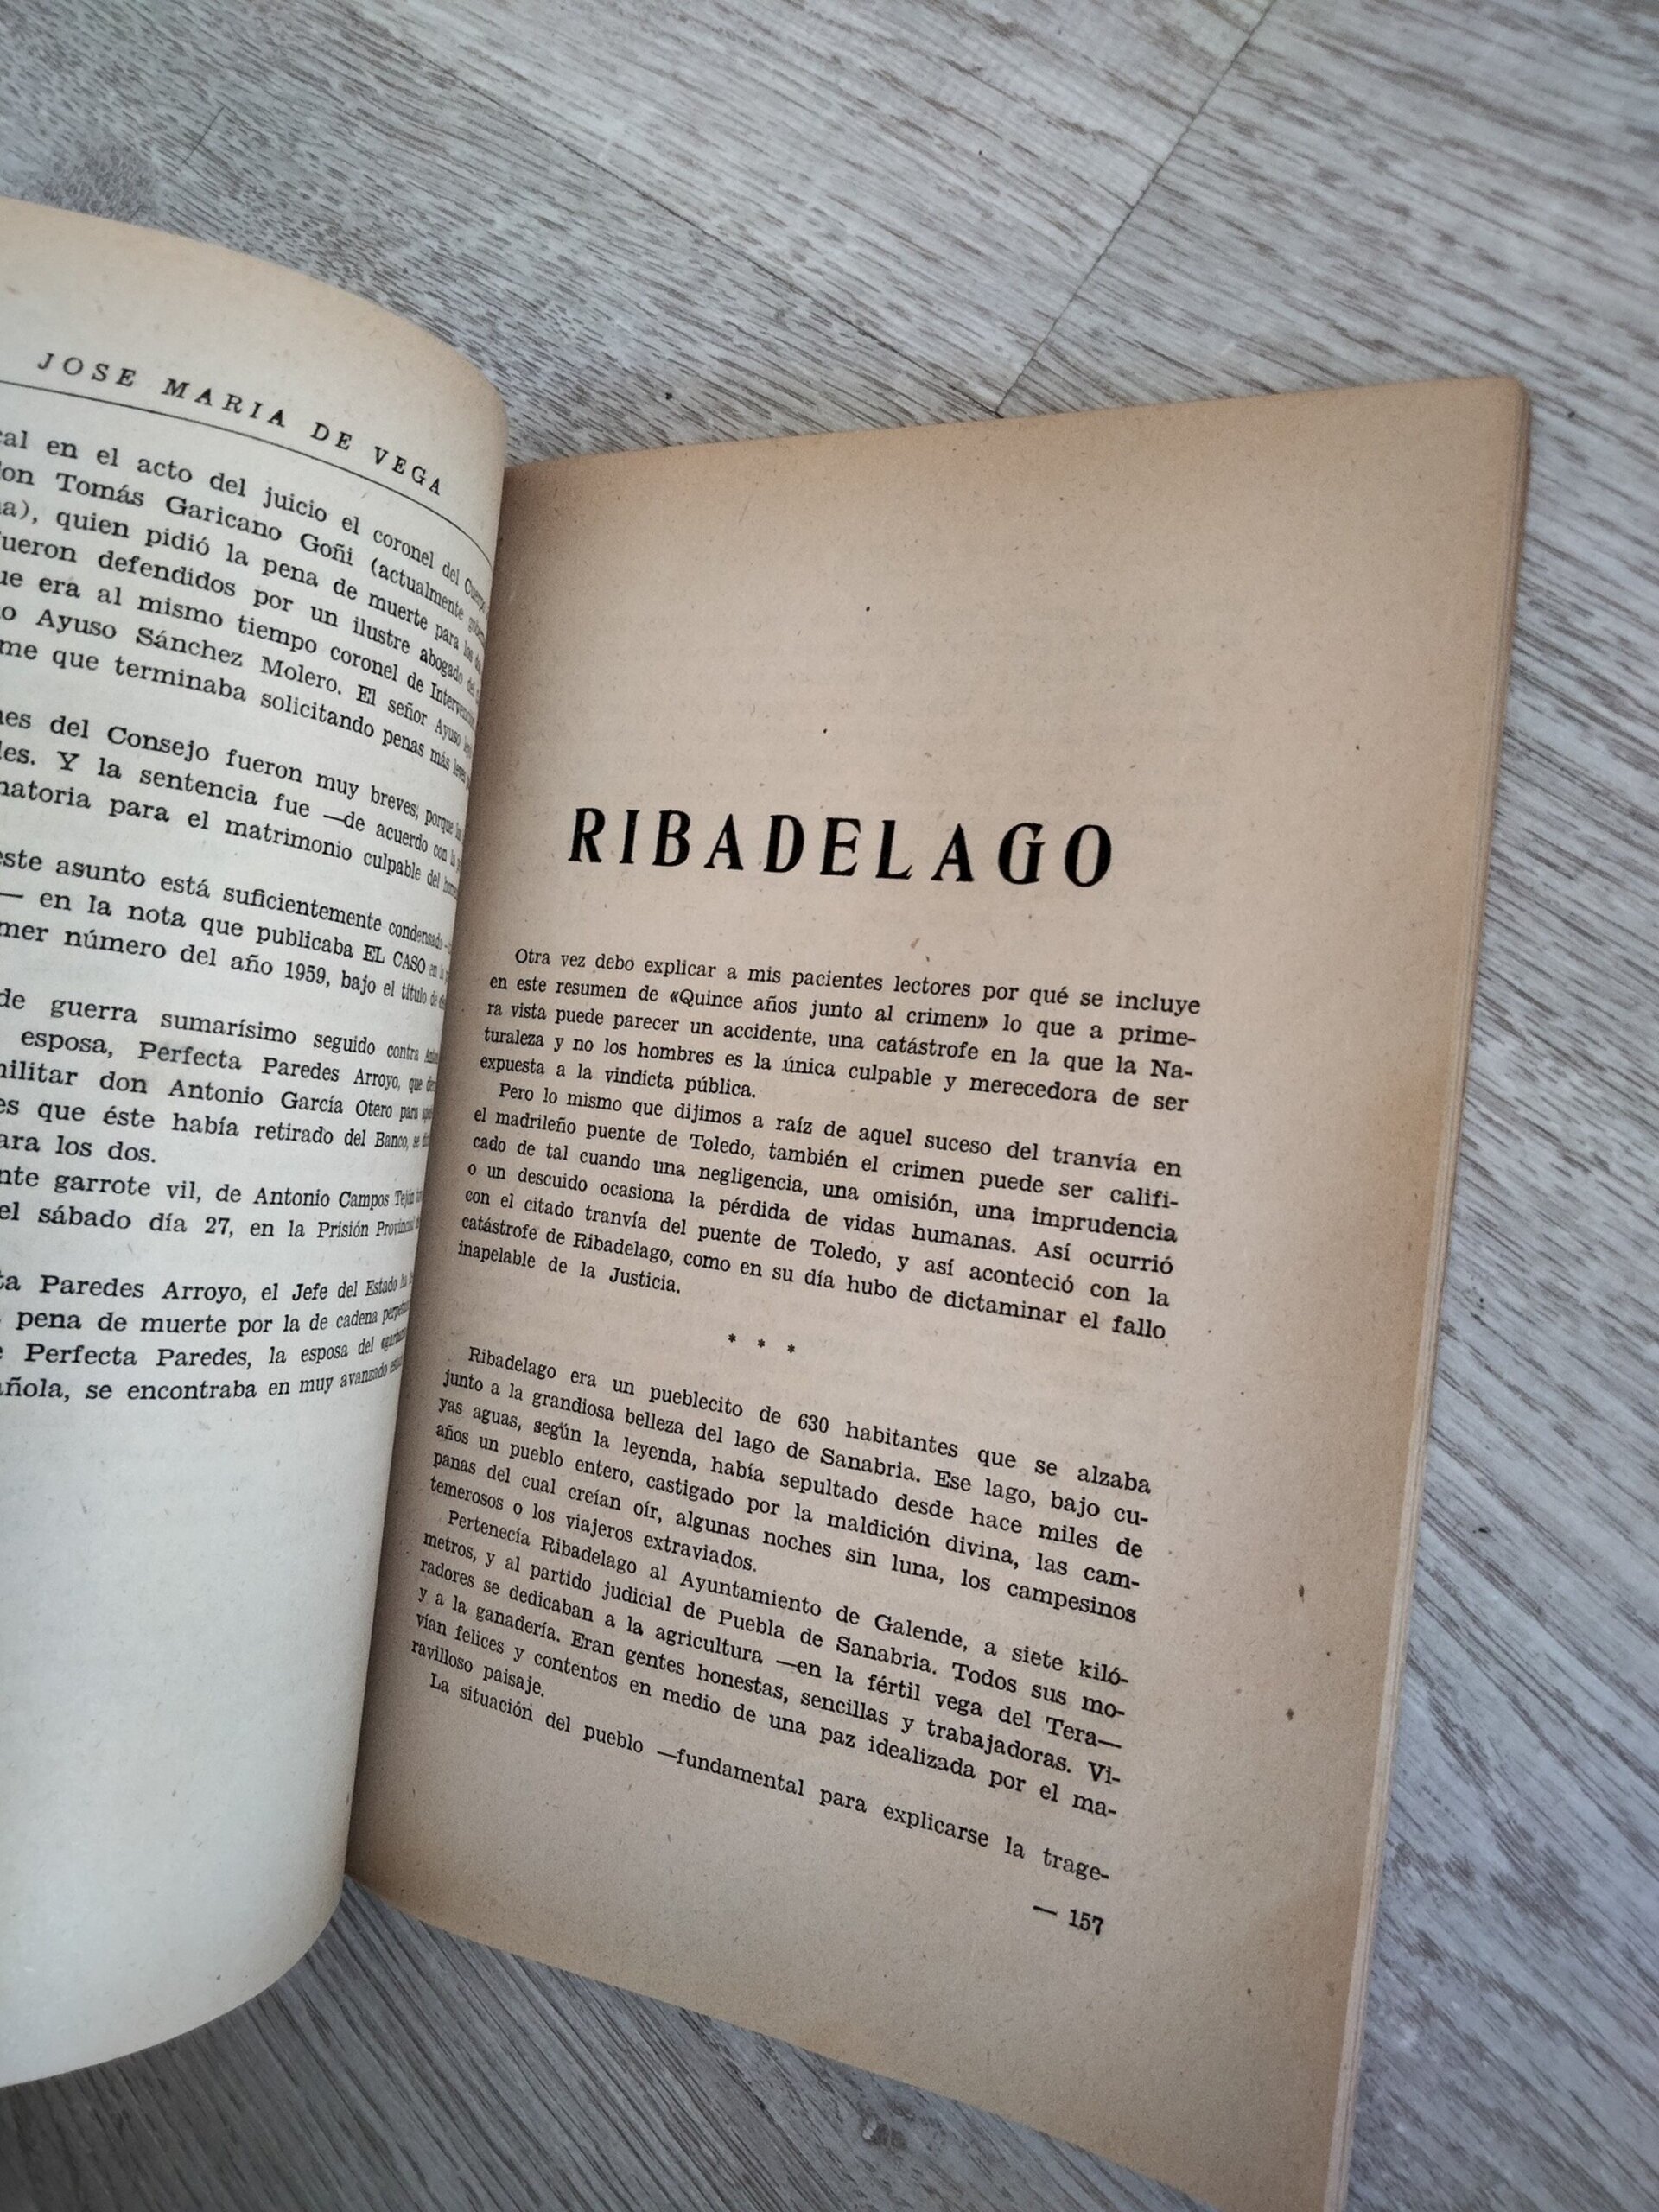 JOSE MARIA DE VEGA
en el acto del juicio el coronel del
Tomás Garicano Goñi (actualmente
quien pidió la pena de muerte para los
defendidos por un ilustre abogado del
era al mismo tiempo coronel de
Ayuso Sánchez Molero. El señor Ayuso
que terminaba solicitando penas más
del Consejo fueron muy breves, porque
Y la sentencia fue —de acuerdo con la
para el matrimonio culpable del
asunto está suficientemente
— en la nota que publicaba EL CASO en
número del año 1959, bajo el título de
de guerra sumarísimo seguido contra
esposa, Perfecta Paredes Arroyo, que
don Antonio García Otero para
que éste había retirado del Banco, se
los dos.
garrote vil, de Antonio Campos Tejón
el sábado día 27, en la Prisión Provincial
Paredes Arroyo, el Jefe del Estado ha
pena de muerte por la de cadena
Perfecta Paredes, la esposa del
se encontraba en muy avanzado
RIBADELAGO
Otra vez debo explicar a mis pacientes lectores por qué se incluye
en este resumen de «Quince años junto al crimen» lo que a prime-
ra vista puede parecer un accidente, una catástrofe en la que la Na-
turaleza y no los hombres es la única culpable y merecedora de ser
expuesta a la vindicta pública.
Pero lo mismo que dijimos a raíz de aquel suceso del tranvía en
el madrileño puente de Toledo, también el crimen puede ser califi-
cado de tal cuando una negligencia, una omisión, una imprudencia
o un descuido ocasiona la pérdida de vidas humanas. Así ocurrió
con el citado tranvía del puente de Toledo, y así aconteció con la
catástrofe de Ribadelago, como en su día hubo de dictaminar el fallo
inapelable de la Justicia.
* * *
Ribadelago era un pueblecito de 630 habitantes que se alzaba
junto a la grandiosa belleza del lago de Sanabria. Ese lago, bajo cu-
yas aguas, según la leyenda, había sepultado desde hace miles de
años un pueblo entero, castigado por la maldición divina, las cam-
panas del cual creían oír, algunas noches sin luna, los campesinos
temerosos o los viajeros extraviados.
Pertenecía Ribadelago al Ayuntamiento de Galende, a siete kiló-
metros, y al partido judicial de Puebla de Sanabria. Todos sus mo-
radores se dedicaban a la agricultura —en la fértil vega del Tera—
y a la ganadería. Eran gentes honestas, sencillas y trabajadoras. Vi-
vían felices y contentos en medio de una paz idealizada por el ma-
ravilloso paisaje.
La situación del pueblo —fundamental para explicarse la trage-
— 157